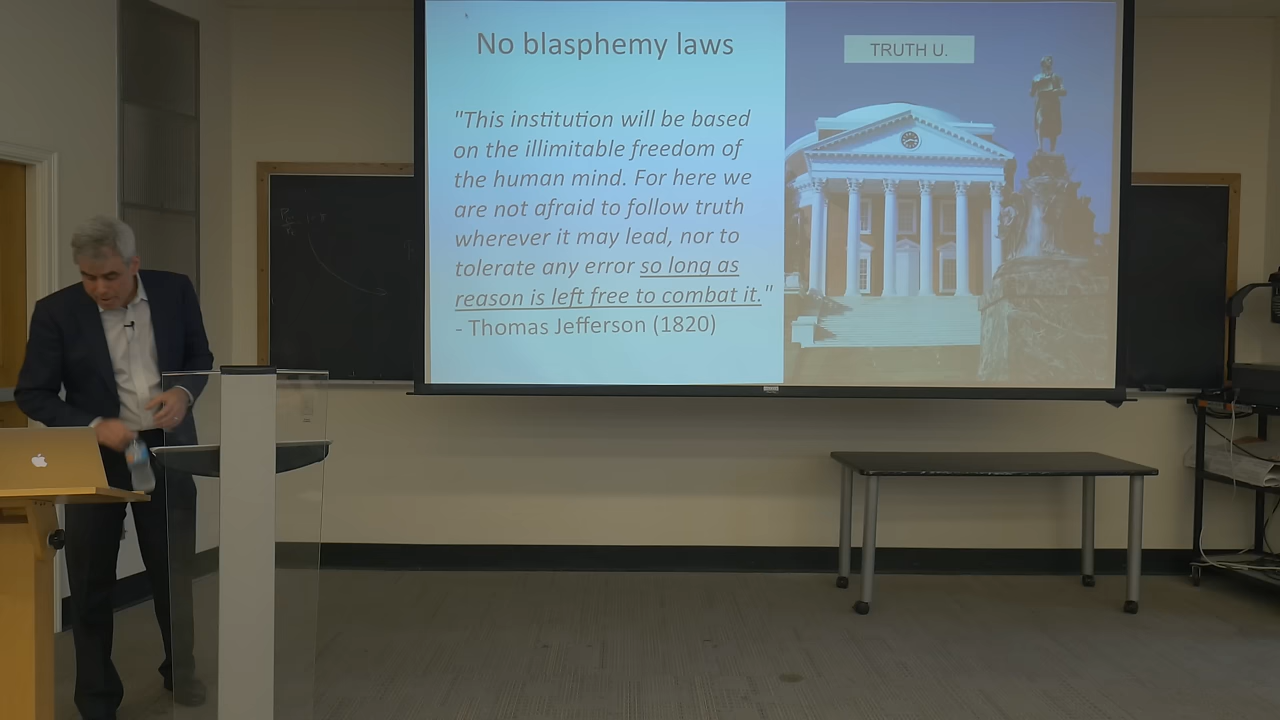 No blasphemy laws
"This institution will be based
on the illimitable freedom of
the human mind. For here we
are not afraid to follow truth
wherever it may lead, nor to
tolerate any error so long as
reason is left free to combat it."
- Thomas Jefferson (1820)
TRUTH U.